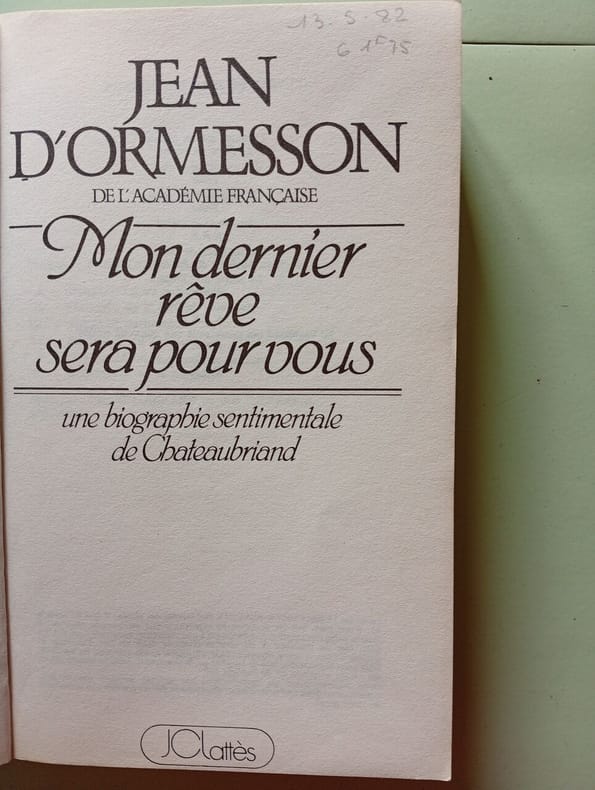 13.5.82
61F75
JEAN
D'ORMESSON
DE L'ACADÉMIE FRANÇAISE
Mon dernier
rêve
sera pour vous
une biographie sentimentale
de Chateaubriand
JCLattès